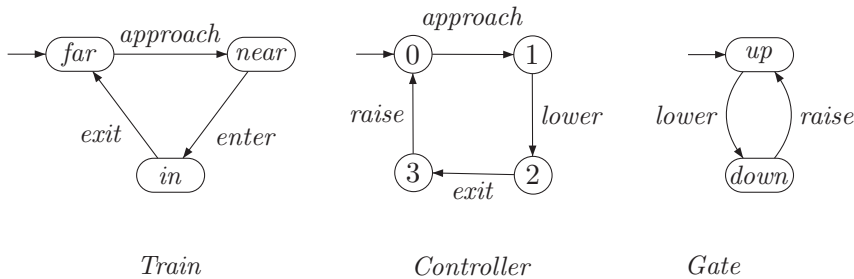 approach
far
near
exit
enter
in
Train
approach
0
1
raise
lower
3
2
exit
Controller
up
lower
raise
down
Gate